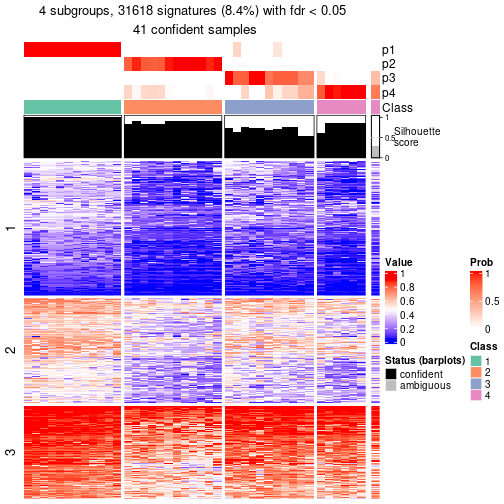 4 subgroups, 31618 signatures (8.4%) with fdr < 0.05
41 confident samples
p1
p2
p3
p4
Class
1
0.5
0
Silhouette
score
1
2
3
Value
1
0.8
0.6
0.4
0.2
0
Status (barplots)
confident
ambiguous
Prob
1
0.5
0
Class
1
2
3
4